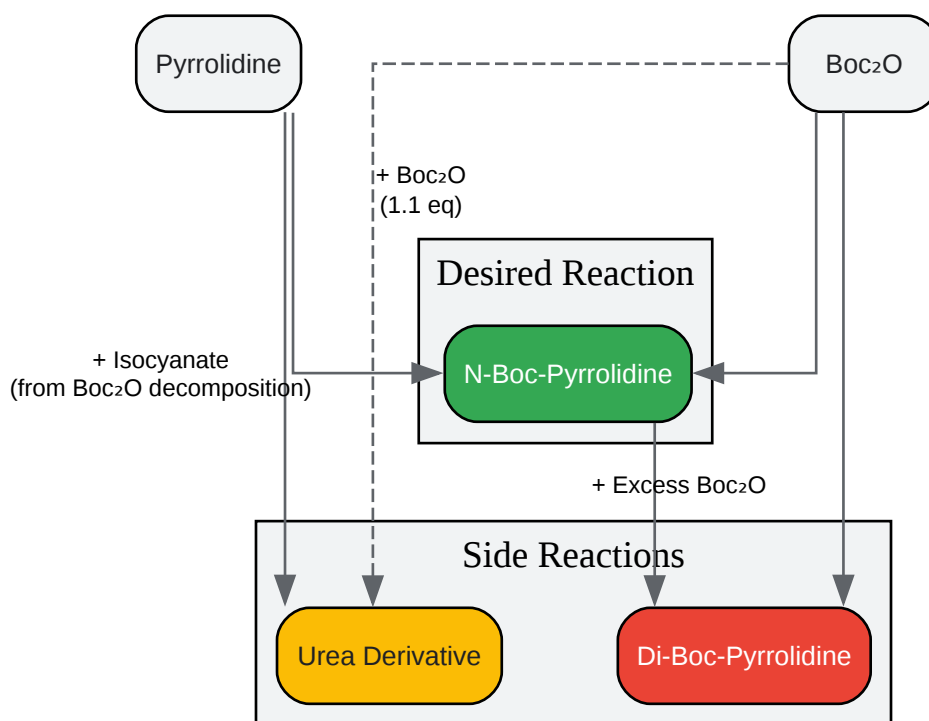 Pyrrolidine
Boc₂O
+ Boc₂O
(1.1 eq)
Desired Reaction
+ Isocyanate
(from Boc₂O decomposition)
N-Boc-Pyrrolidine
+ Excess Boc₂O
Side Reactions
Urea Derivative
Di-Boc-Pyrrolidine